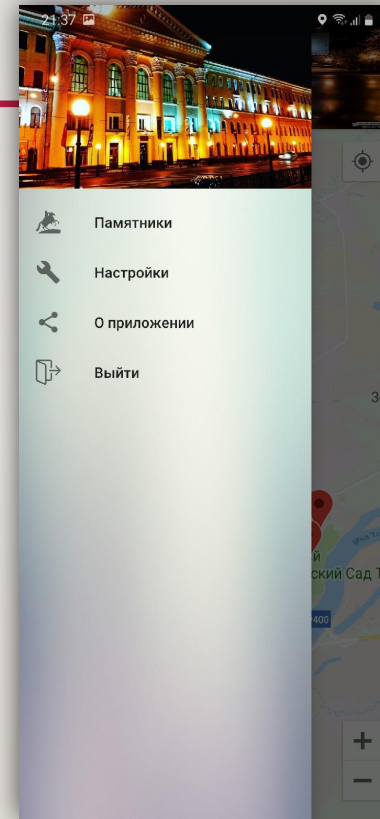 21:37
Памятники
Настройки
О приложении
Выйти
й
ский Сад Т
400